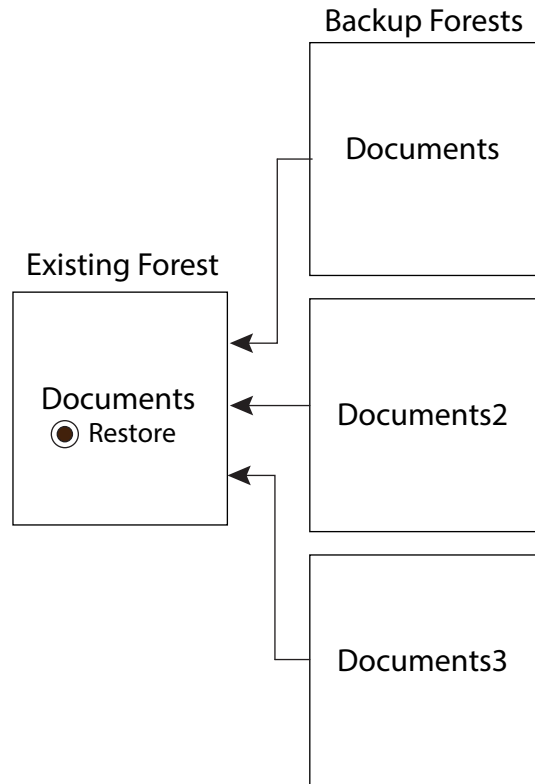 Backup Forests
Documents
Existing Forest
Documents
Restore
Documents2
Documents3